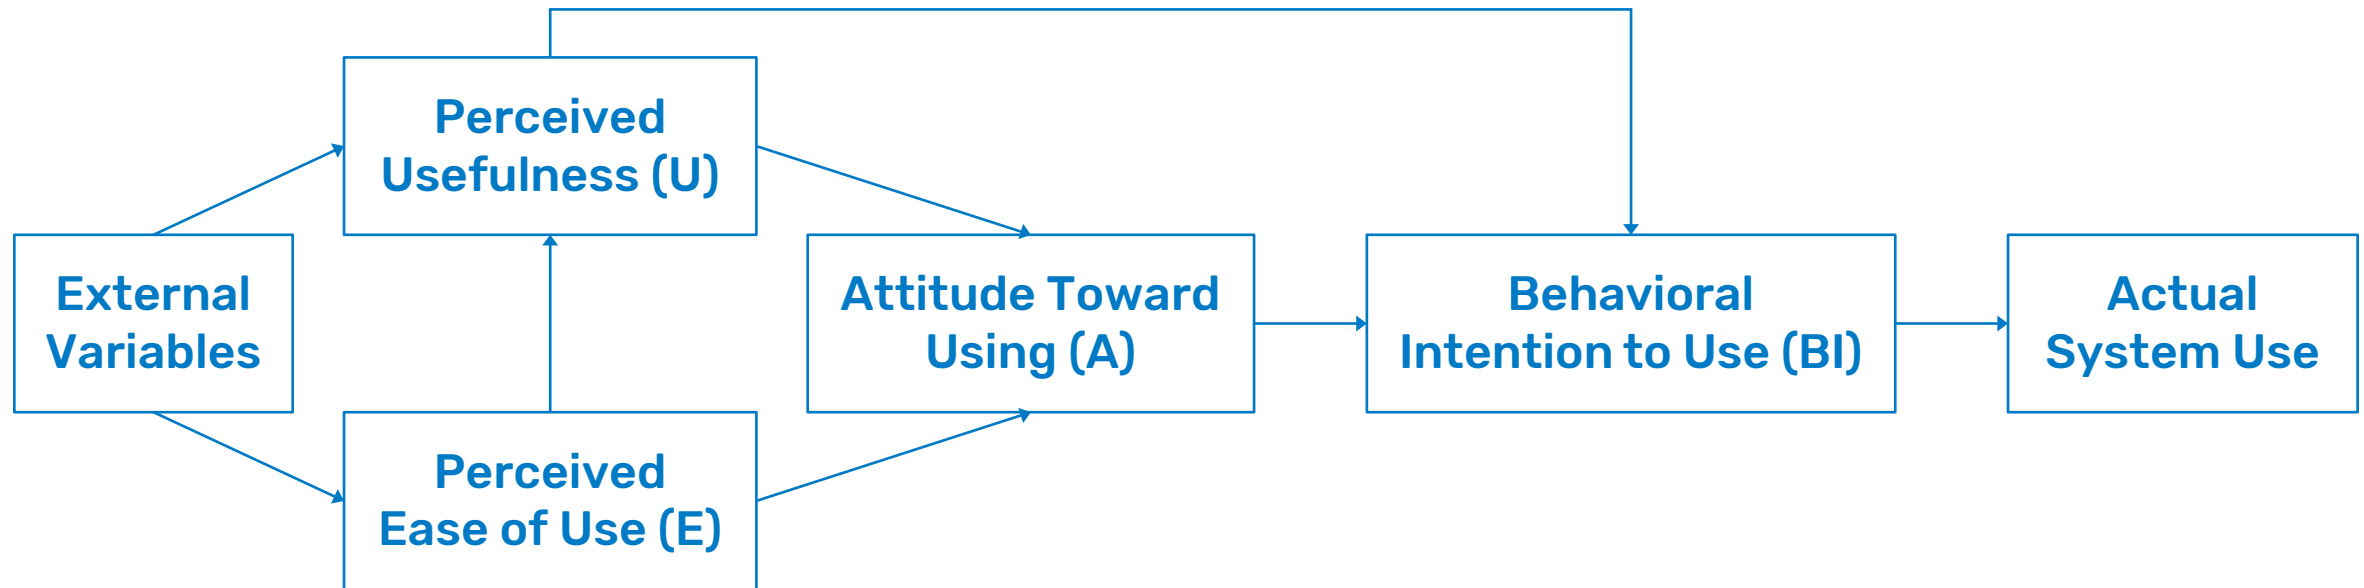 Perceived
Usefulness (U)
External
Variables
Attitude Toward
Using (A)
Behavioral
Intention to Use (BI)
Actual
System Use
Perceived
Ease of Use (E)